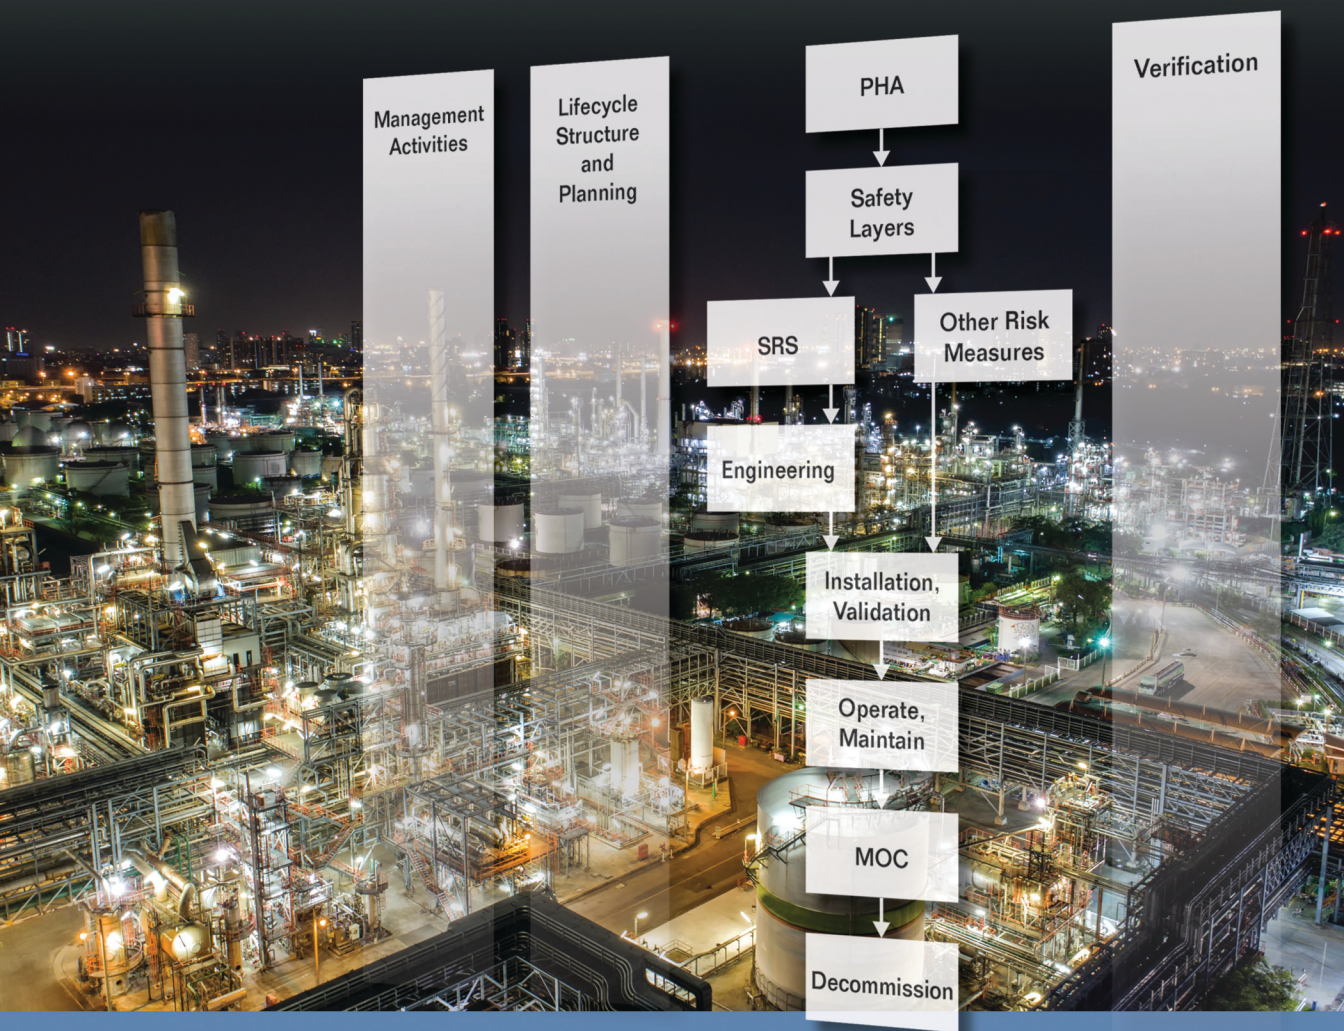 Management
Activities
Lifecycle
Structure
and
Planning
PHA
Safety
Layers
SRS
Other Risk
Measures
Engineering
Installation,
Validation
Operate,
Maintain
MOC
Decommission
Verification